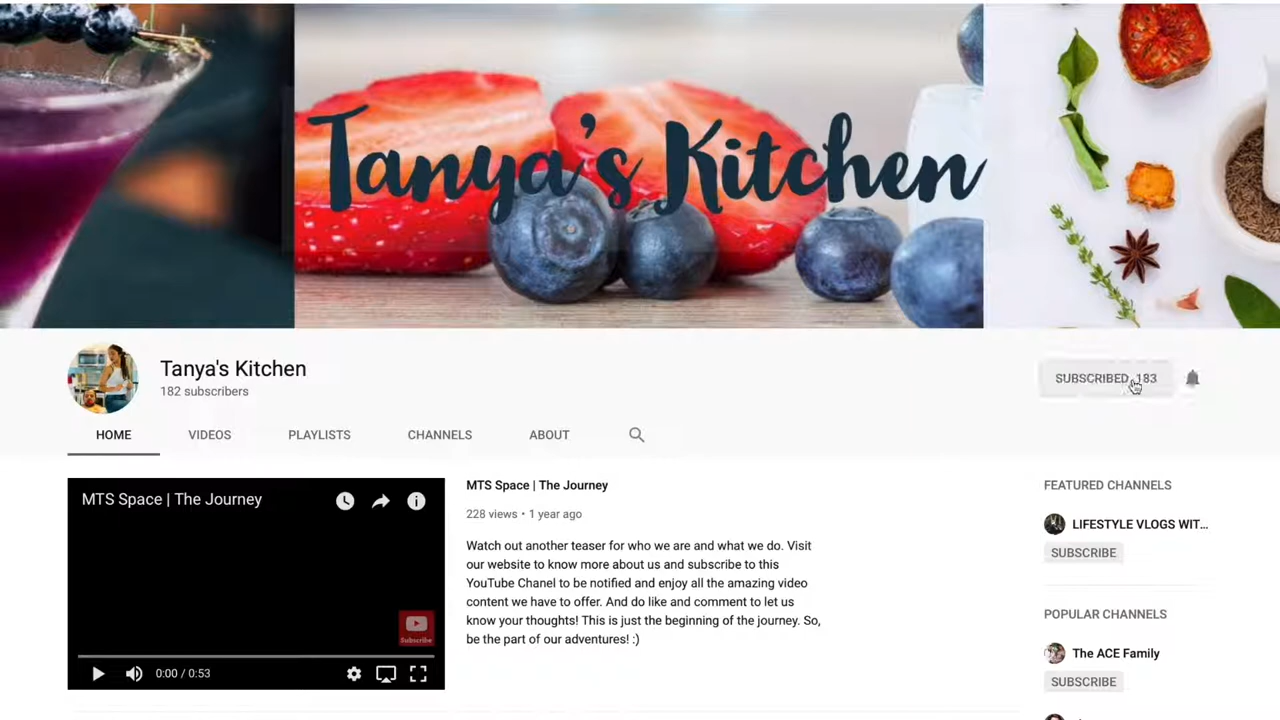 Tanya's Kitchen
Tanya's Kitchen
182 subscribers
SUBSCRIBED 183
HOME VIDEOS PLAYLISTS CHANNELS ABOUT
MTS Space | The Journey
Subscribe
0:00 / 0:53
MTS Space | The Journey
228 views • 1 year ago
Watch out another teaser for who we are and what we do. Visit
our website to know more about us and subscribe to this
YouTube Chanel to be notified and enjoy all the amazing video
content we have to offer. And do like and comment to let us
know your thoughts! This is just the beginning of the journey. So,
be the part of our adventures! :)
FEATURED CHANNELS
LIFESTYLE VLOGS WIT...
SUBSCRIBE
POPULAR CHANNELS
The ACE Family
SUBSCRIBE